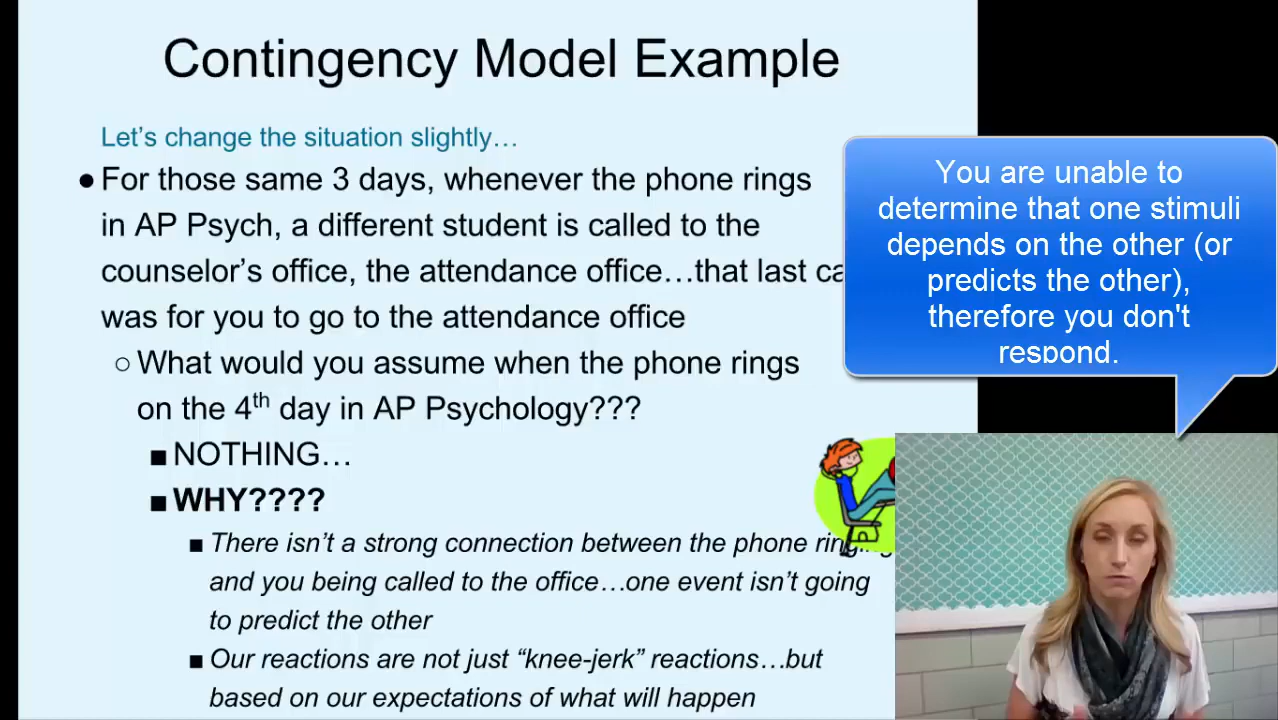 Contingency Model Example
Let's change the situation slightly…
●For those same 3 days, whenever the phone rings
in AP Psych, a different student is called to the
counselor's office, the attendance office…that last
was for you to go to the attendance office
○What would you assume when the phone rings
on the 4th day in AP Psychology???
■NOTHING…
■WHY????
■There isn't a strong connection between the phone
and you being called to the office…one event isn't going
to predict the other
■Our reactions are not just “knee-jerk” reactions…but
based on our expectations of what will happen
You are unable to
determine that one stimuli
depends on the other (or
predicts the other),
therefore you don't
respond.